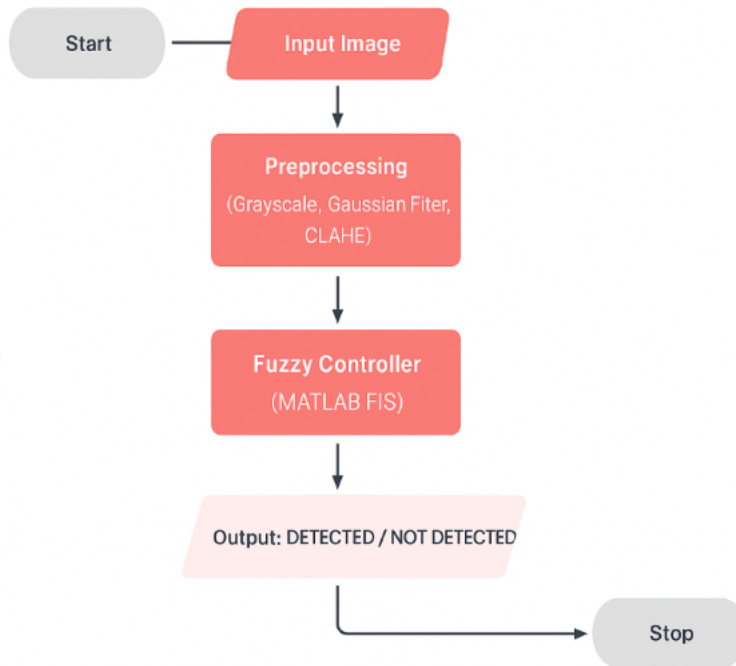 Start
Input Image
Preprocessing
(Grayscale, Gaussian Fiter,
CLAHE)
Fuzzy Controller
(MATLAB FIS)
Output: DETECTED / NOT DETECTED
Stop